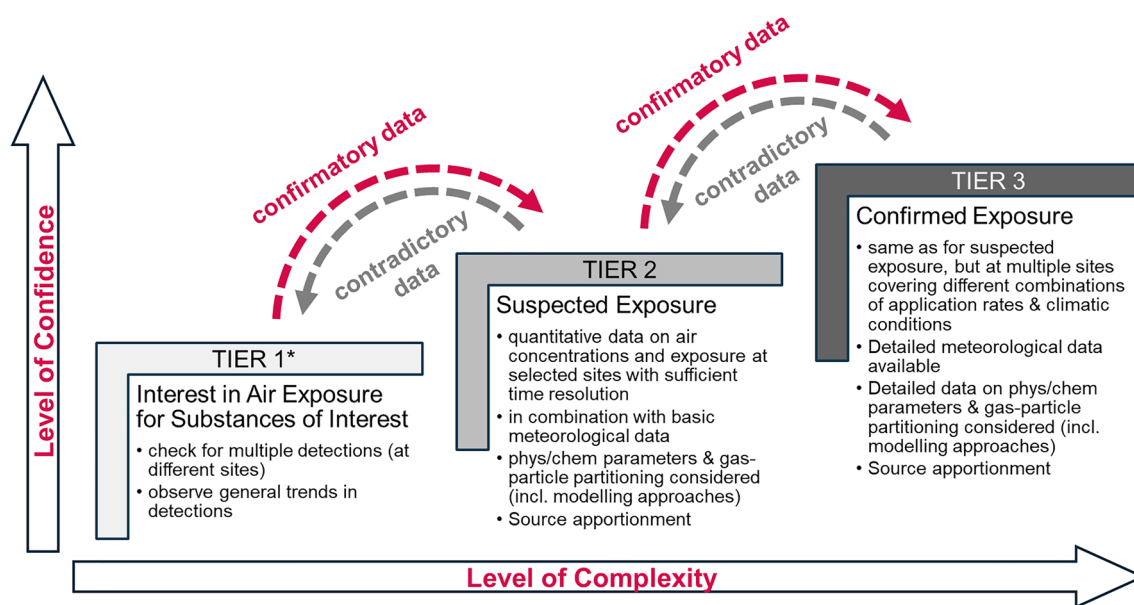 Level of Confidence
confirmatory data
contradictory
data
confirmatory data
contradictory
data
TIER 1*
Interest in Air Exposure
for Substances of Interest
• check for multiple detections (at
different sites)
• observe general trends in
detections
TIER 2
Suspected Exposure
• quantitative data on air
concentrations and exposure at
selected sites with sufficient
time resolution
• in combination with basic
meteorological data
• phys/chem parameters & gas-
particle partitioning considered
(incl. modelling approaches)
• Source apportionment
TIER 3
Confirmed Exposure
• same as for suspected
exposure, but at multiple sites
covering different combinations
of application rates & climatic
conditions
• Detailed meteorological data
available
• Detailed data on phys/chem
parameters & gas-particle
partitioning considered (incl.
modelling approaches)
• Source apportionment
Level of Complexity